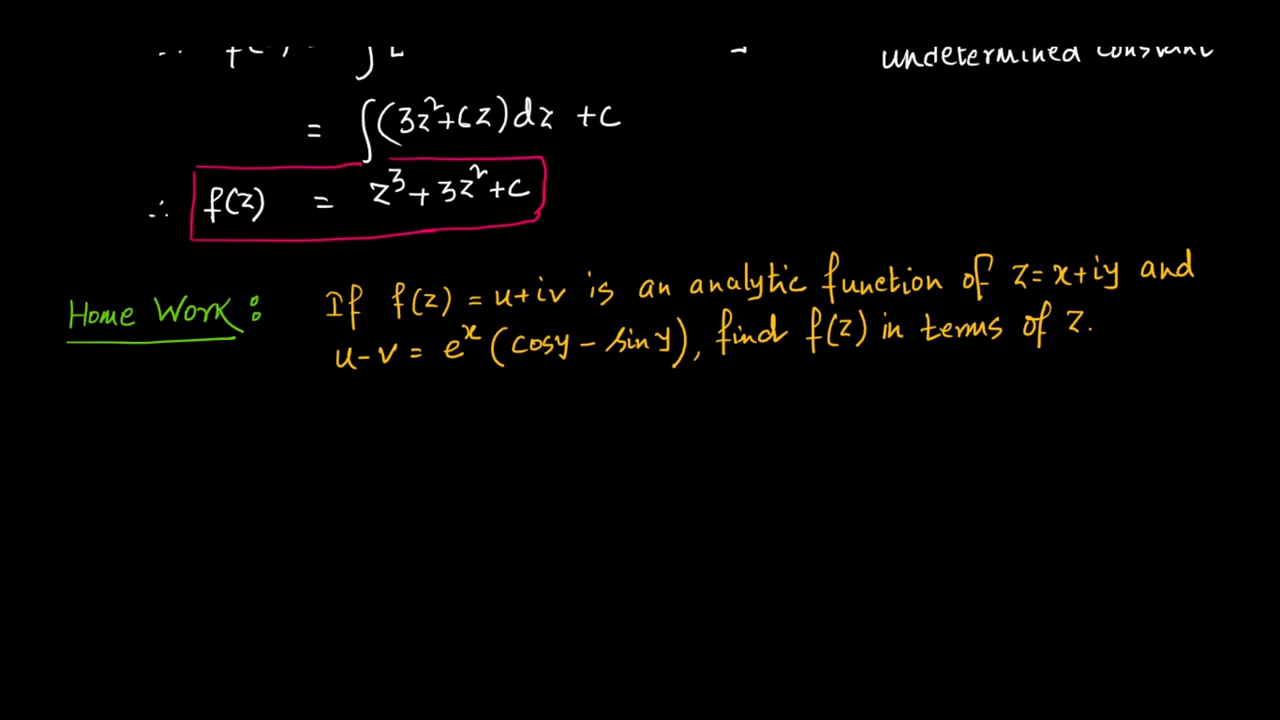 undetermined constant
= ∫(3z²+6z)dz +c
∴ f(z) = z³+3z²+c
Home Work: If f(z) = u+iv is an analytic function of z=x+iy and
u-v = eˣ(cosy - siny), find f(z) in terms of z.